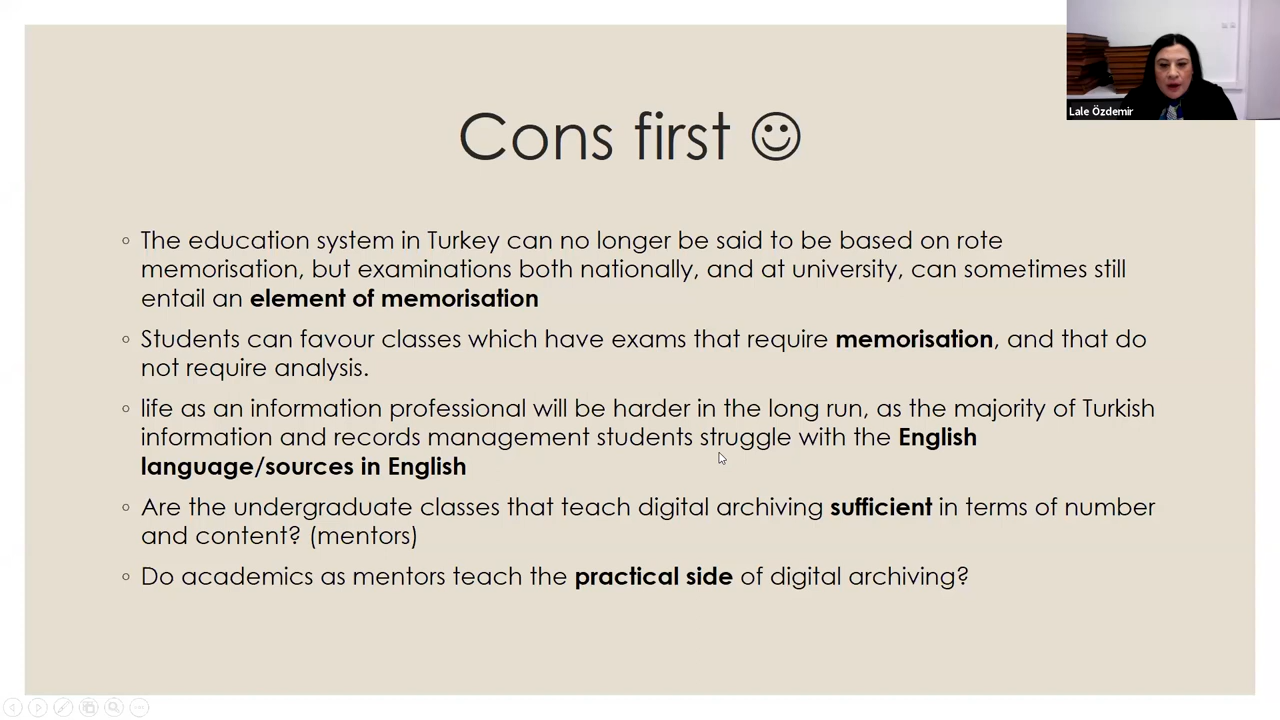 Lale Özdemir
Cons first ☺
◦ The education system in Turkey can no longer be said to be based on rote
memorisation, but examinations both nationally, and at university, can sometimes still
entail an element of memorisation
◦ Students can favour classes which have exams that require memorisation, and that do
not require analysis.
◦ life as an information professional will be harder in the long run, as the majority of Turkish
information and records management students struggle with the English
language/sources in English
◦ Are the undergraduate classes that teach digital archiving sufficient in terms of number
and content? (mentors)
◦ Do academics as mentors teach the practical side of digital archiving?